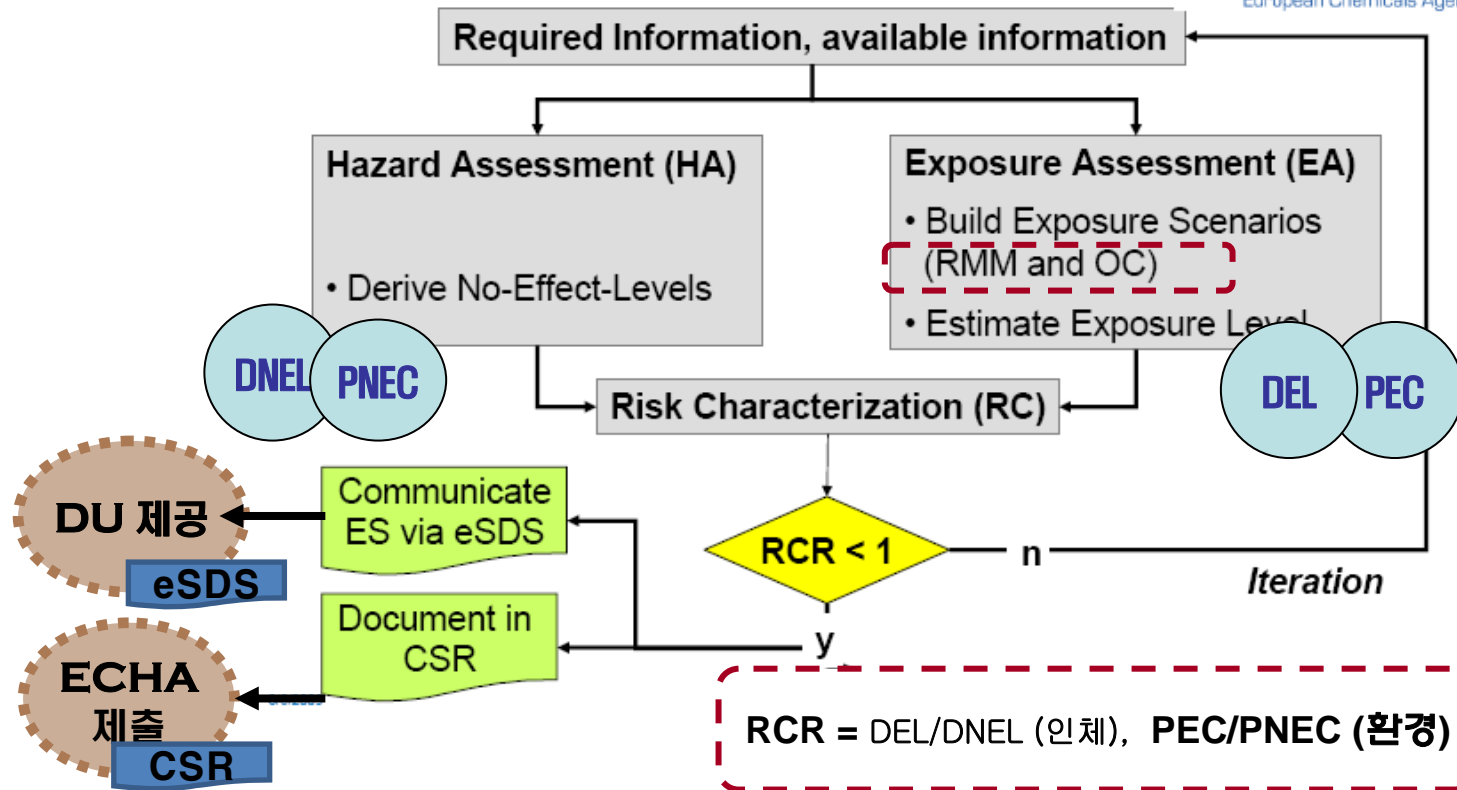 European Chemicals Age
Required Information, available information
Hazard Assessment (HA)
• Derive No-Effect-Levels
Exposure Assessment (EA)
• Build Exposure Scenarios
(RMM and OC)
• Estimate Exposure Level
DNEL
PNEC
DEL
PEC
Risk Characterization (RC)
Communicate
ES via eSDS
DU 제공
eSDS
RCR < 1
n
Iteration
Document in
CSR
y
ECHA
제출
CSR
RCR = DEL/DNEL (인체), PEC/PNEC (환경)